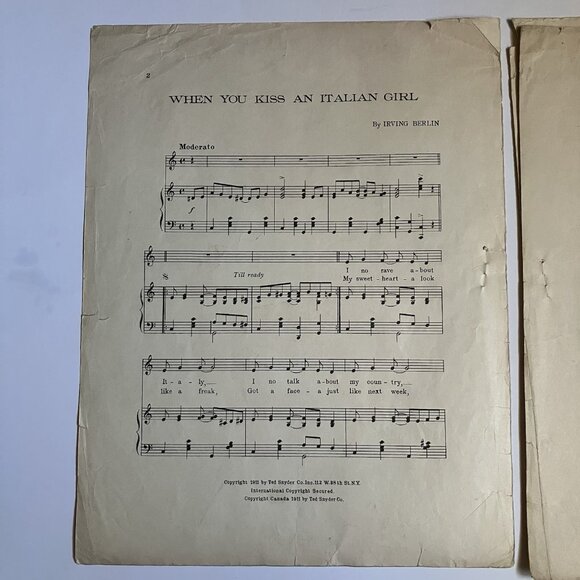 2
WHEN YOU KISS AN ITALIAN GIRL
By IRVING BERLIN
Moderato
f
Till ready
I no rave a-bout
My sweet-heart-a look
It-a-ly, I no talk a-bout my coun-try,
like a freak, Got a face-a just like next week,
Copyright 1911 by Ted Snyder Co. Inc. 112 W. 38th St. N.Y.
International Copyright Secured.
Copyright Canada 1911 by Ted Snyder Co.